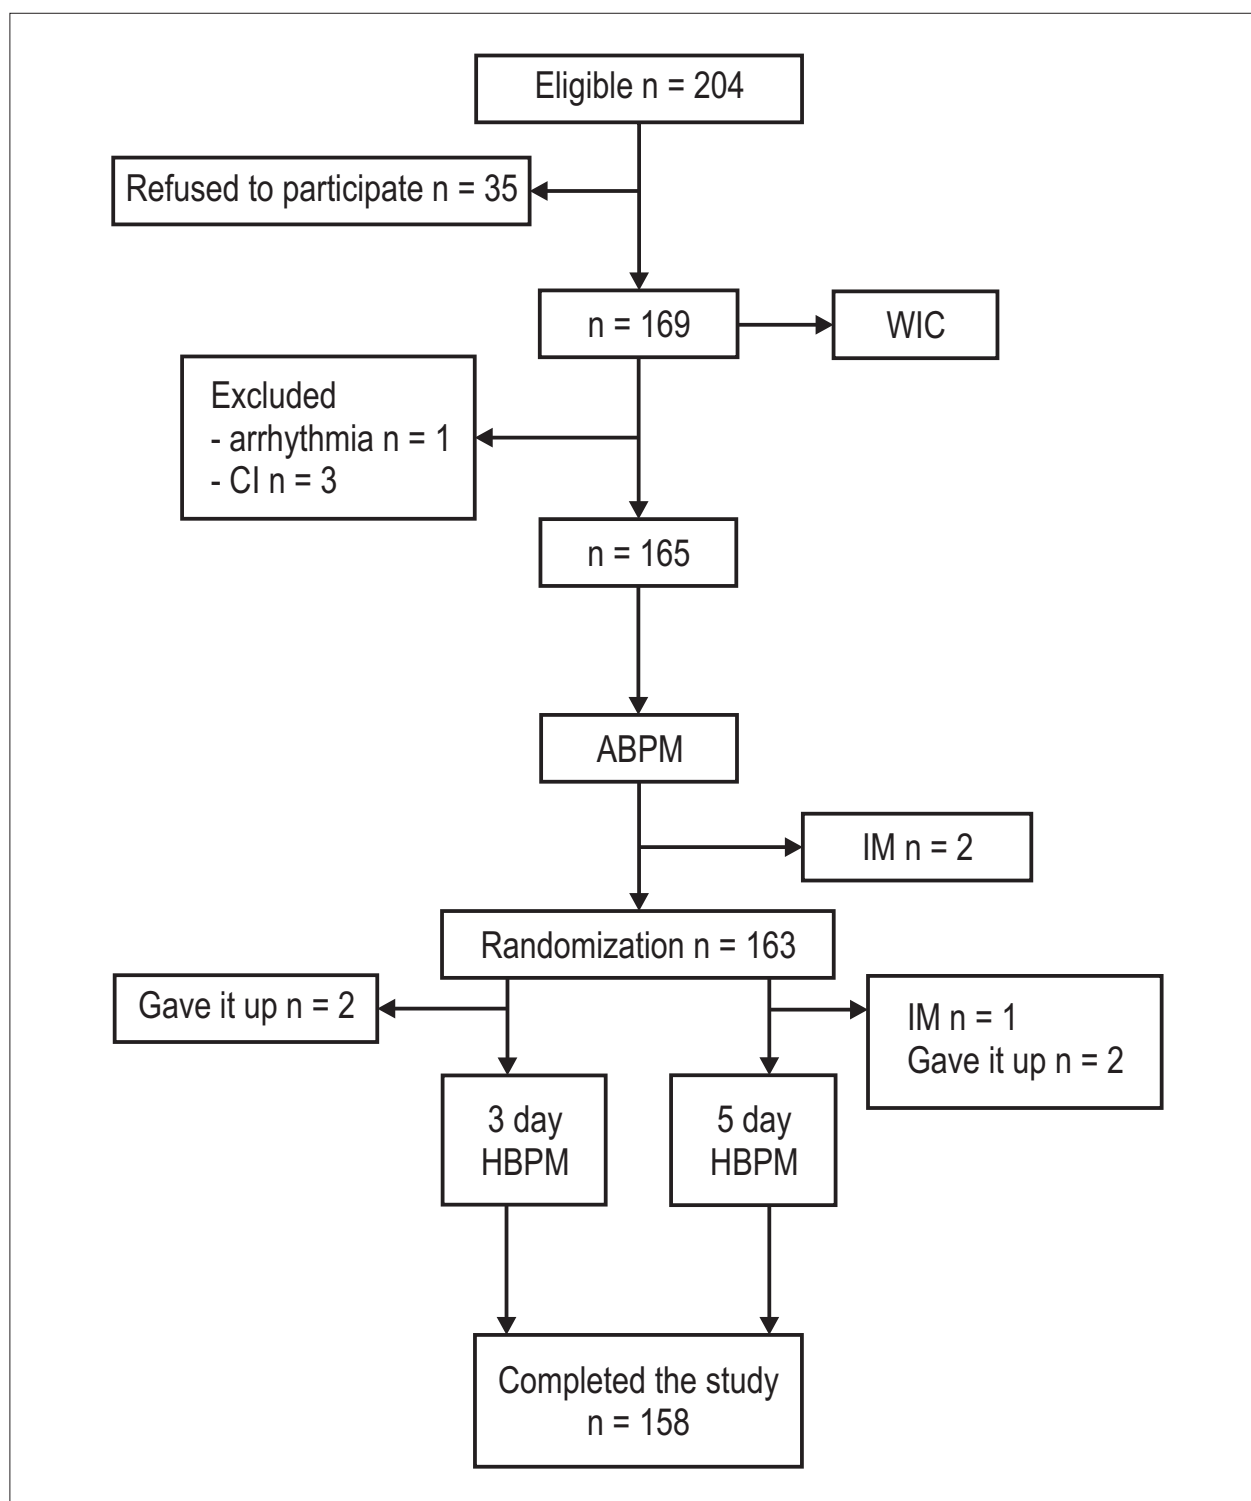 Eligible n = 204
Refused to participate n = 35
n = 169
WIC
Excluded
- arrhythmia n = 1
- CI n = 3
n = 165
ABPM
IM n = 2
Randomization n = 163
Gave it up n = 2
IM n = 1
Gave it up n = 2
3 day
HBPM
5 day
HBPM
Completed the study
n = 158